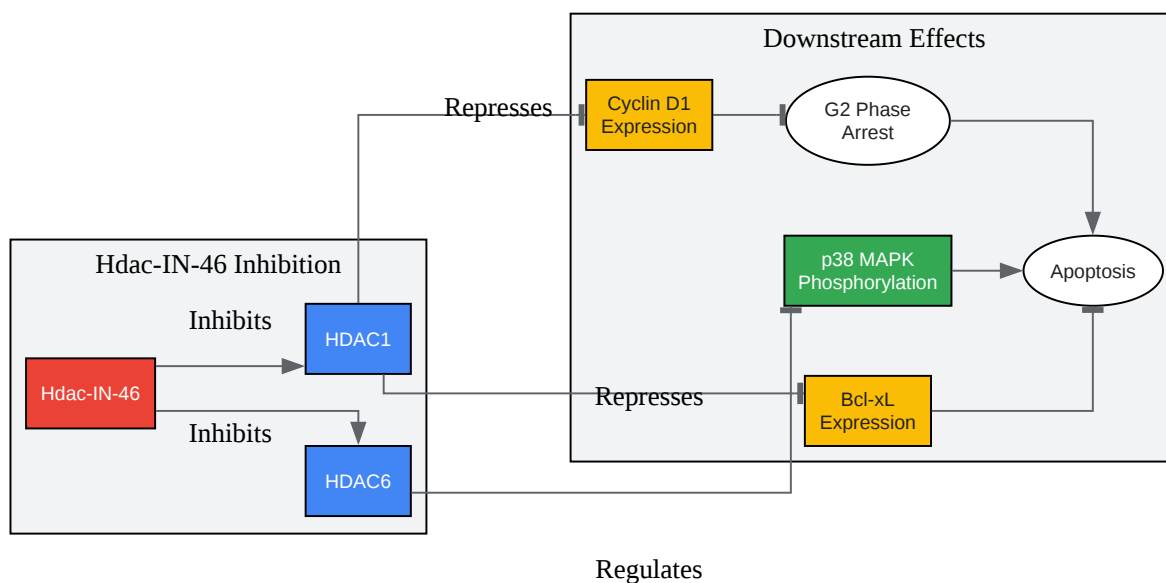 Downstream Effects
Represses
Cyclin D1
Expression
G2 Phase
Arrest
Hdac-IN-46 Inhibition
p38 MAPK
Phosphorylation
Apoptosis
Inhibits
HDAC1
Hdac-IN-46
Represses
Bcl-xL
Expression
Inhibits
HDAC6
Regulates